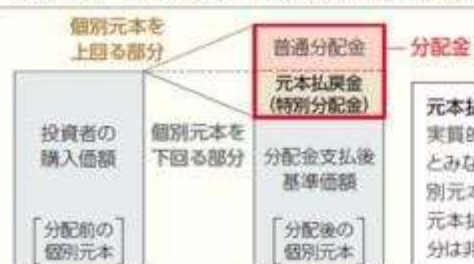 個別元本を
上回る部分
普通分配金
分配金
元本払戻金
(特別分配金)
投資者の
購入価額
個別元本を
下回る部分
分配金支払後
基準価額
分配前の
個別元本
分配後の
個別元本
元本払
実質的
とみな
別元本
元本払
分は非